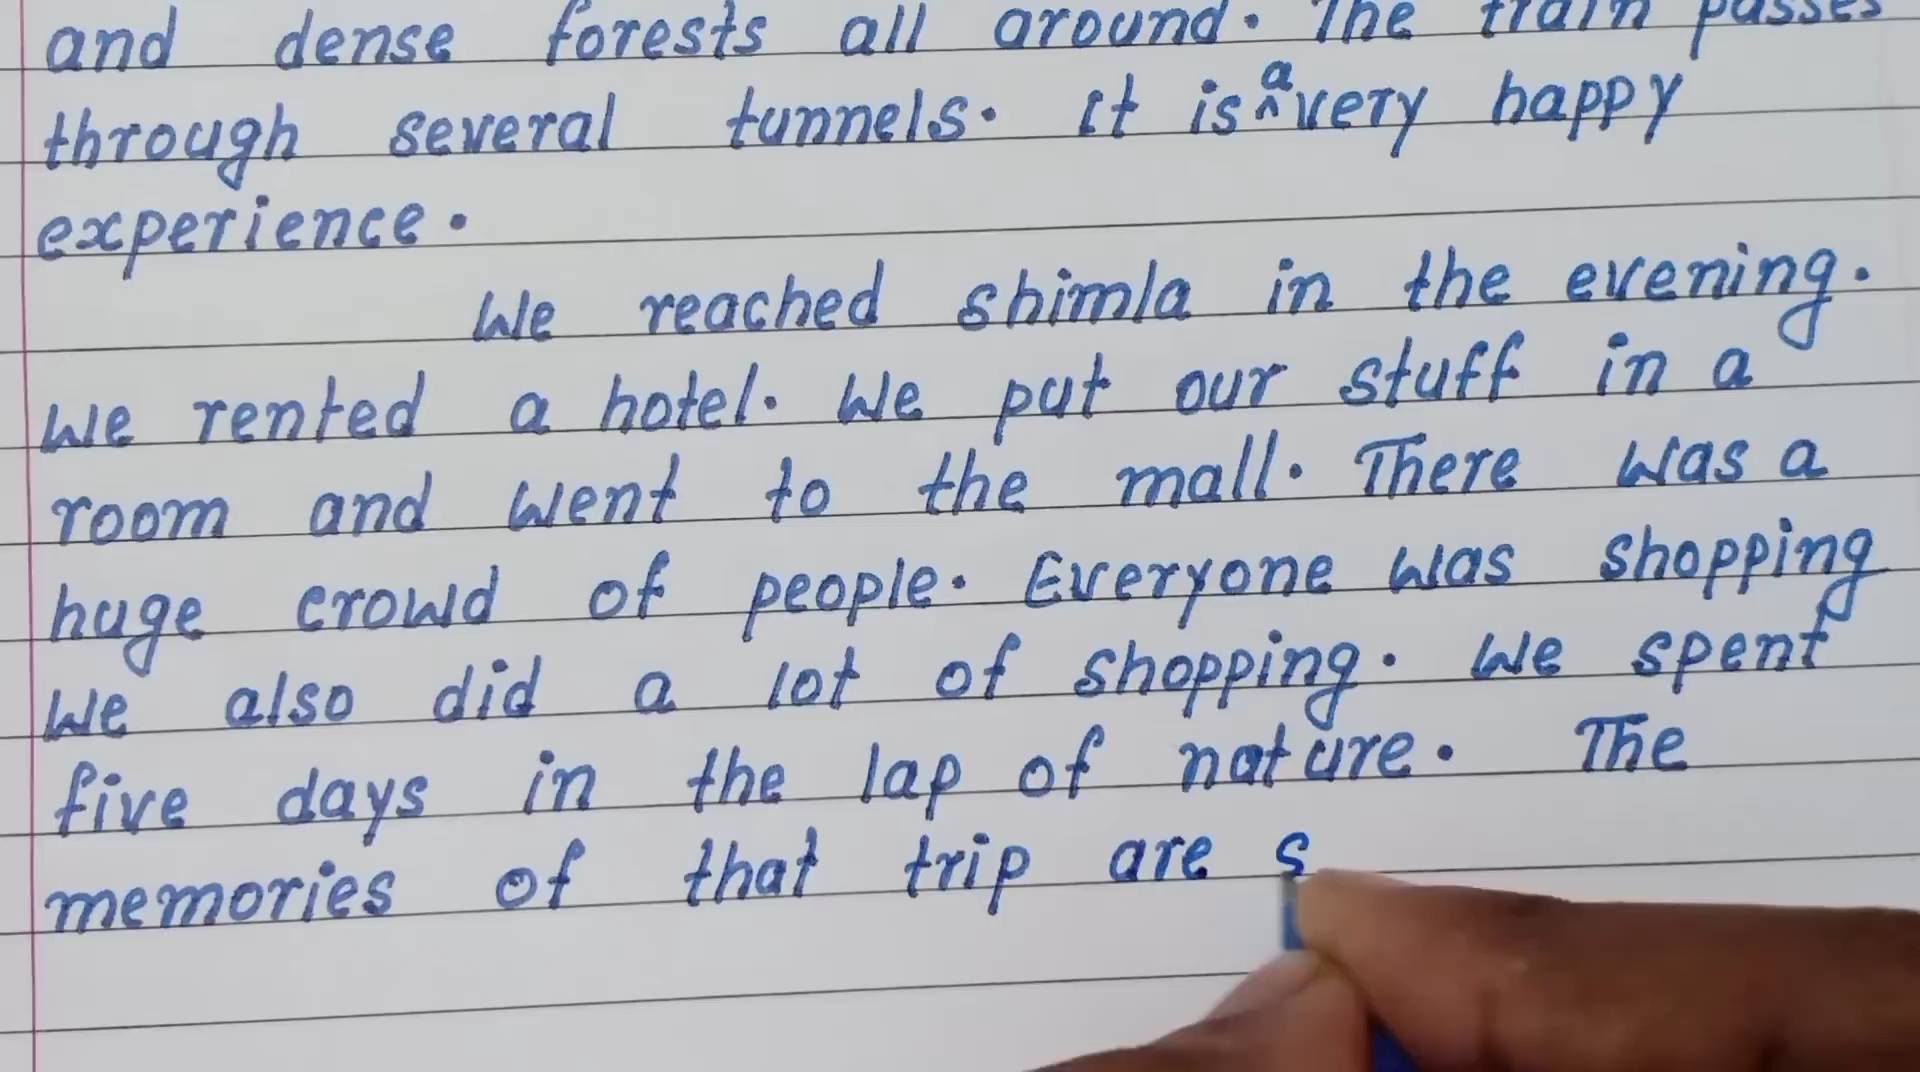 and dense forests all around. The train passes
through several tunnels. It is a very happy
experience.
We reached shimla in the evening.
We rented a hotel. We put our stuff in a
room and went to the mall. There was a
huge crowd of people. Everyone was shopping
We also did a lot of shopping. We spent
five days in the lap of nature. The
memories of that trip are s